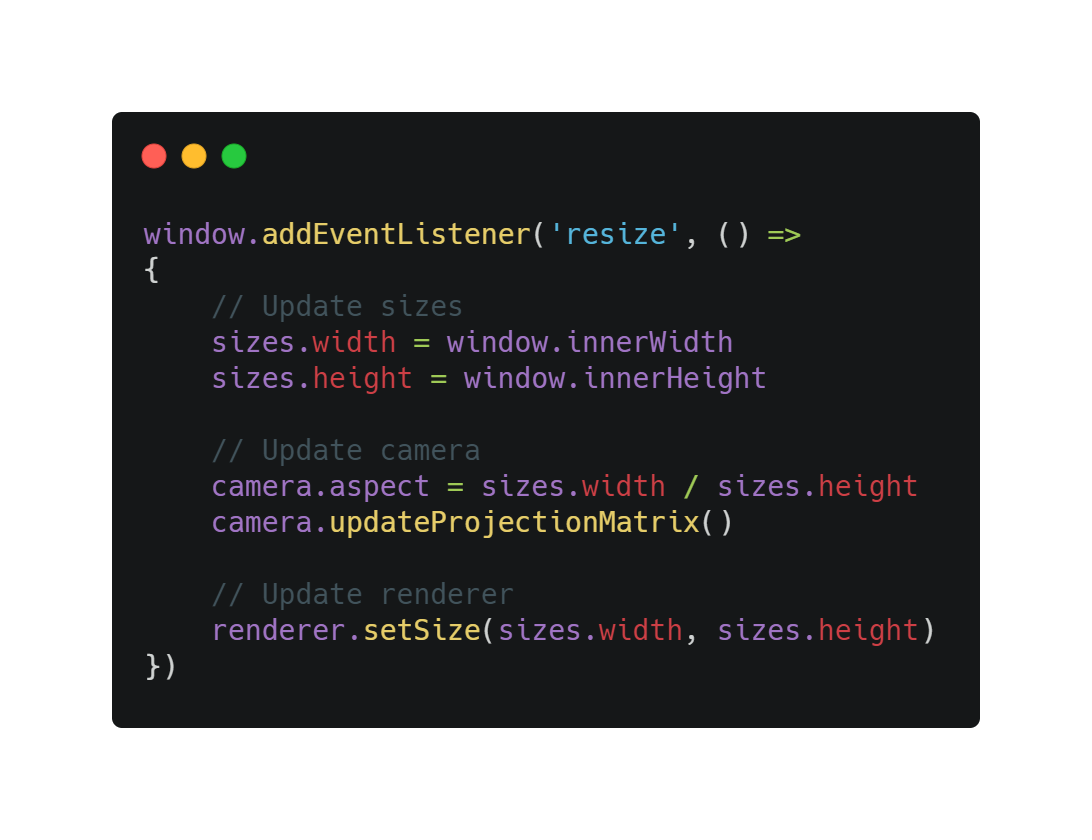 window.addEventListener('resize', () =>
{
    // Update sizes
    sizes.width = window.innerWidth
    sizes.height = window.innerHeight

    // Update camera
    camera.aspect = sizes.width / sizes.height
    camera.updateProjectionMatrix()

    // Update renderer
    renderer.setSize(sizes.width, sizes.height)
})